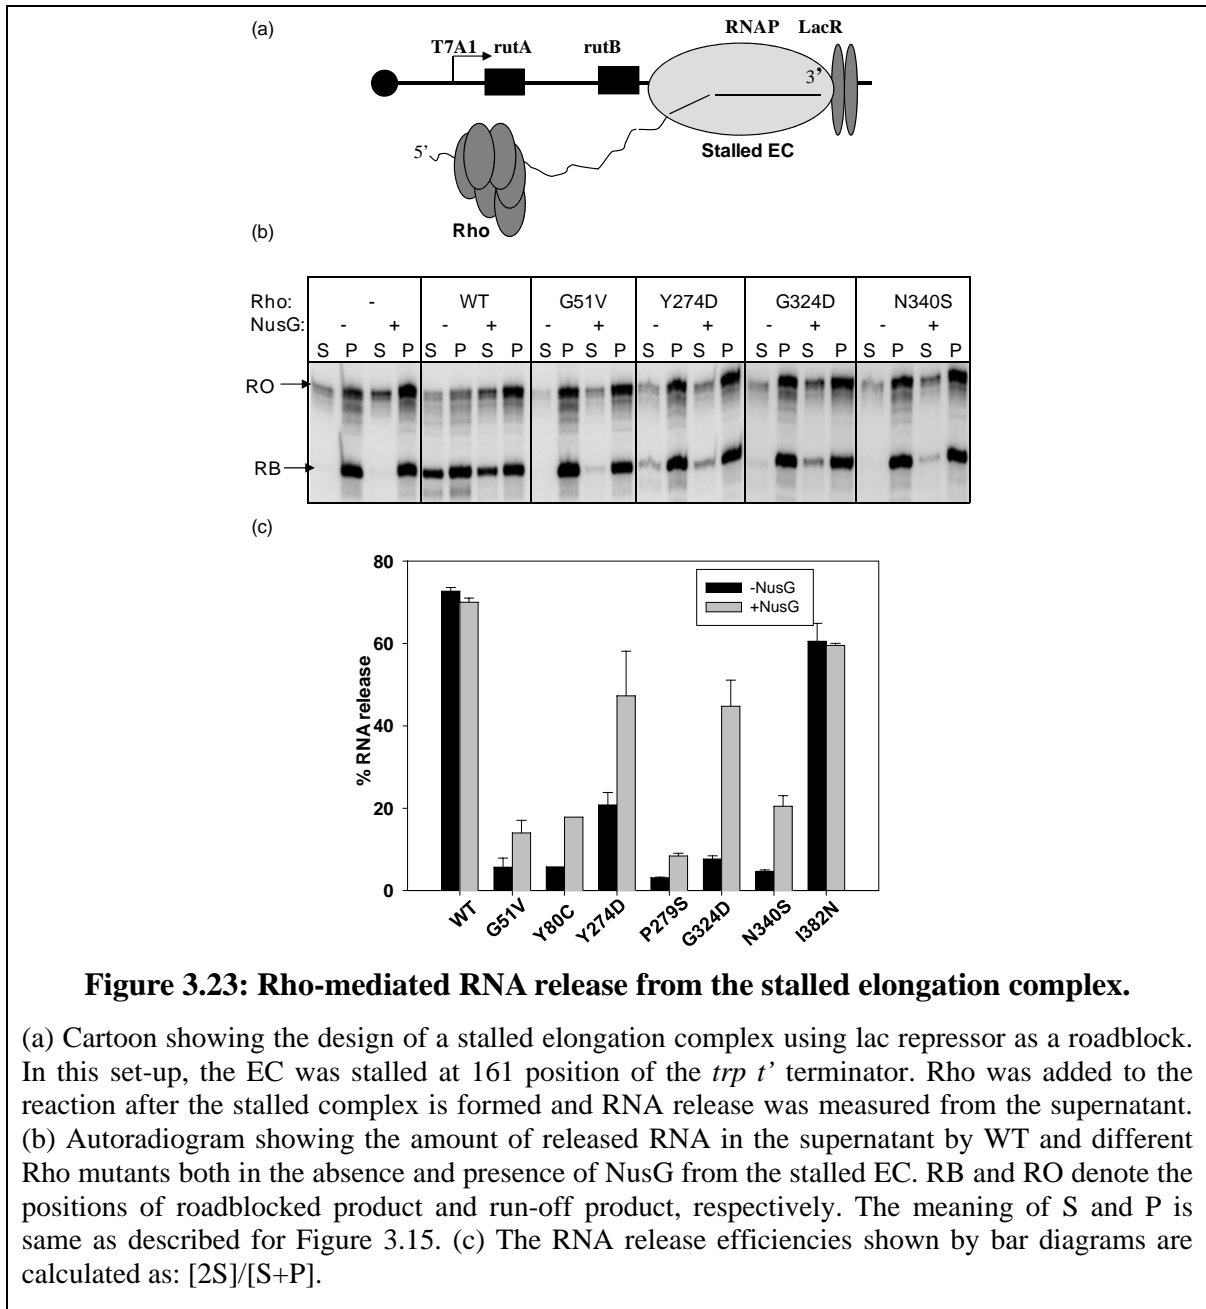 (a)
RNAP LacR
T7A1 rutA rutB
3’
5’
Stalled EC
Rho
(b)
Rho: - WT G51V Y274D G324D N340S
NusG: - + - + - + - + - + - +
S P S P S P S P S P S P S P S P S P S P S P S P
RO
RB
(c)
80
60
40
20
0
% RNA release
-NusG
+NusG
WT G51V Y80C Y274D P279S G324D N340S I382N
Figure 3.23: Rho-mediated RNA release from the stalled elongation complex.
(a) Cartoon showing the design of a stalled elongation complex using lac repressor as a roadblock.
In this set-up, the EC was stalled at 161 position of the trp t’ terminator. Rho was added to the
reaction after the stalled complex is formed and RNA release was measured from the supernatant.
(b) Autoradiogram showing the amount of released RNA in the supernatant by WT and different
Rho mutants both in the absence and presence of NusG from the stalled EC. RB and RO denote the
positions of roadblocked product and run-off product, respectively. The meaning of S and P is
same as described for Figure 3.15. (c) The RNA release efficiencies shown by bar diagrams are
calculated as: [2S]/[S+P].